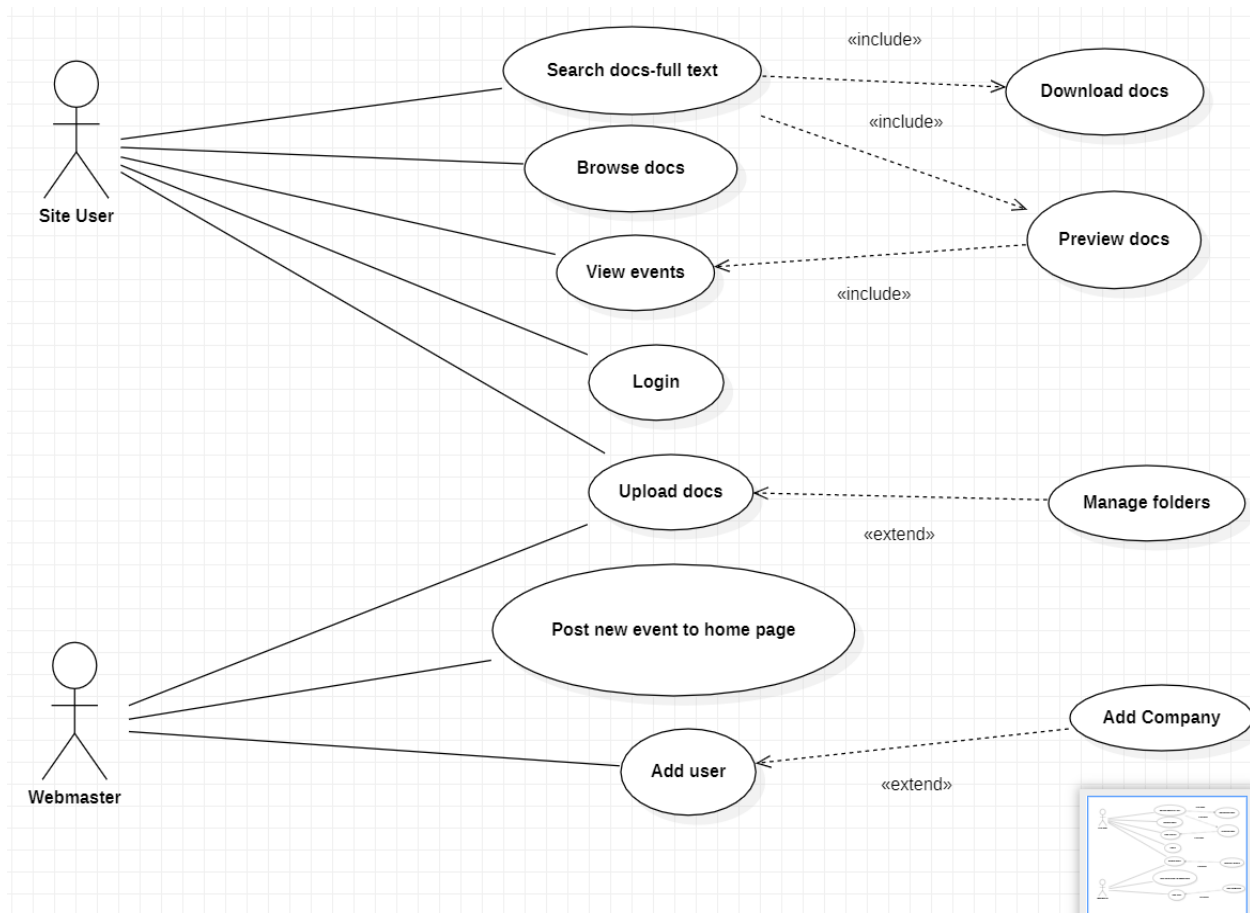 «include»
Search docs-full text
Download docs
«include»
Browse docs
Site User
Preview docs
View events
«include»
Login
Upload docs
Manage folders
«extend»
Post new event to home page
Add Company
Add user
«extend»
Webmaster